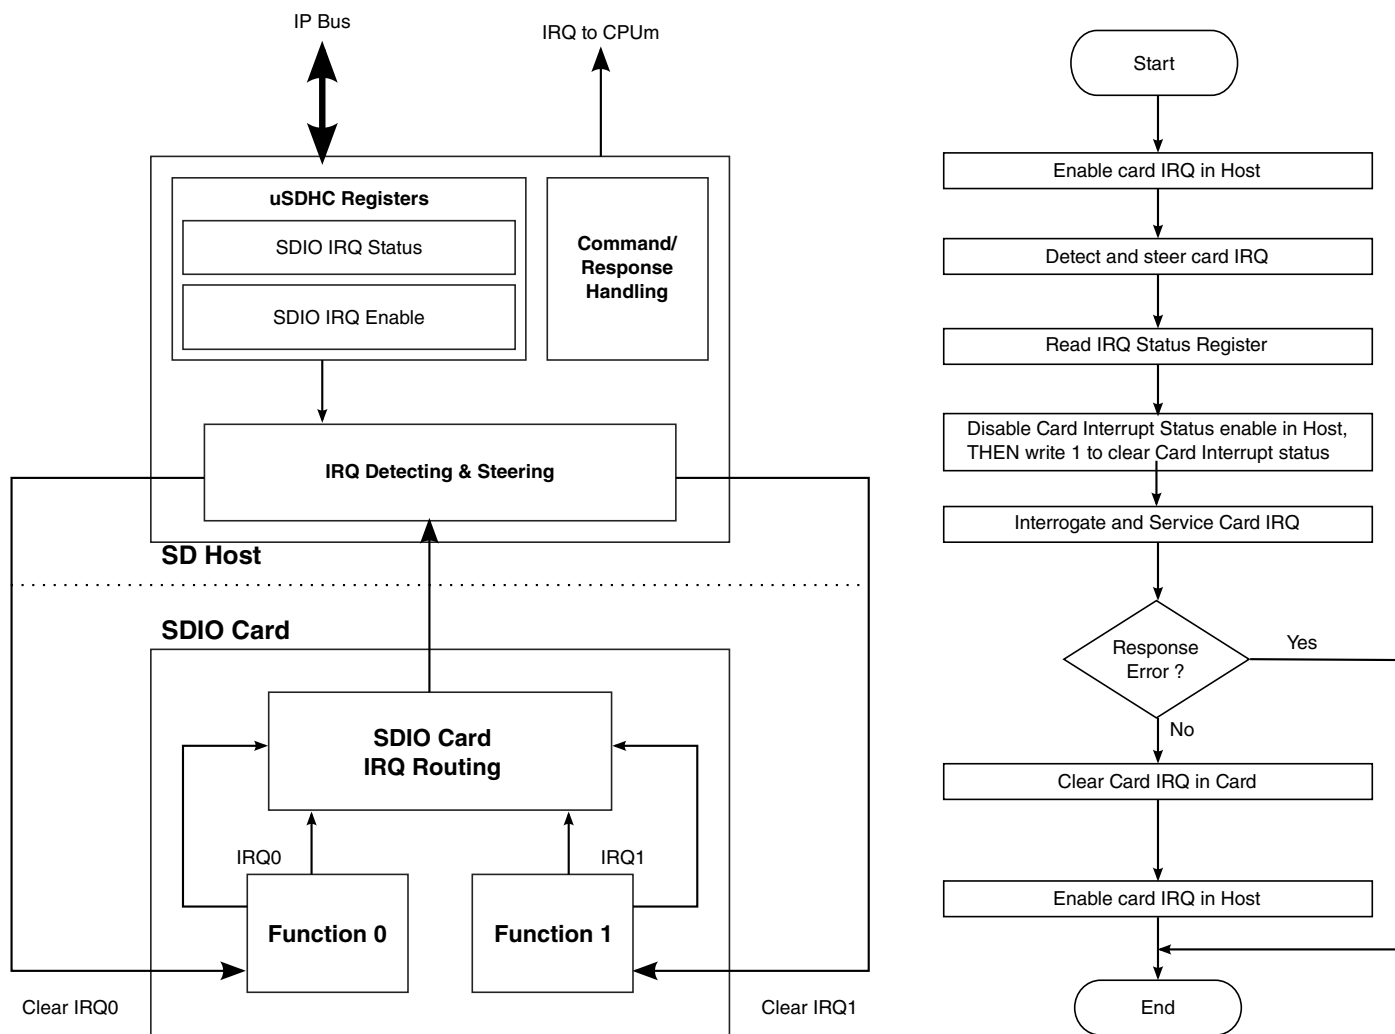 IP Bus
IRQ to CPUm
uSDHC Registers
SDIO IRQ Status
SDIO IRQ Enable
Command/
Response
Handling
IRQ Detecting & Steering
SD Host
SDIO Card
SDIO Card
IRQ Routing
IRQ0
IRQ1
Function 0
Function 1
Clear IRQ0
Clear IRQ1
Start
Enable card IRQ in Host
Detect and steer card IRQ
Read IRQ Status Register
Disable Card Interrupt Status enable in Host,
THEN write 1 to clear Card Interrupt status
Interrogate and Service Card IRQ
Response
Error ?
Yes
No
Clear Card IRQ in Card
Enable card IRQ in Host
End